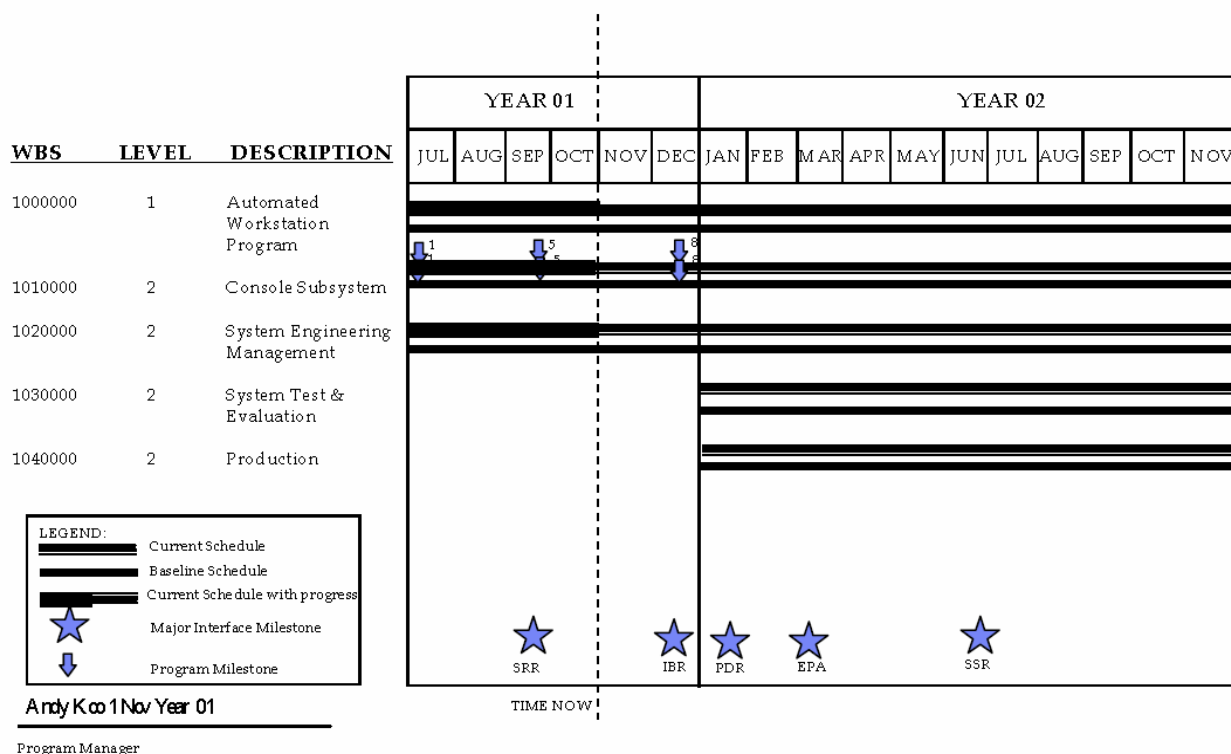 YEAR 01 YEAR 02
WBS LEVEL DESCRIPTION JUL AUG SEP OCT NOV DEC JAN FEB MAR APR MAY JUN JUL AUG SEP OCT NOV
1000000 1 Automated
Workstation
Program
1 5 8
1 5 8
1010000 2 Console Subsystem
1020000 2 System Engineering
Management
1030000 2 System Test &
Evaluation
1040000 2 Production
LEGEND:
Current Schedule
Baseline Schedule
Current Schedule with progress
Major Interface Milestone
Program Milestone
SRR IBR PDR EPA SSR
TIME NOW
Andy Koo 1 Nov Year 01
Program Manager